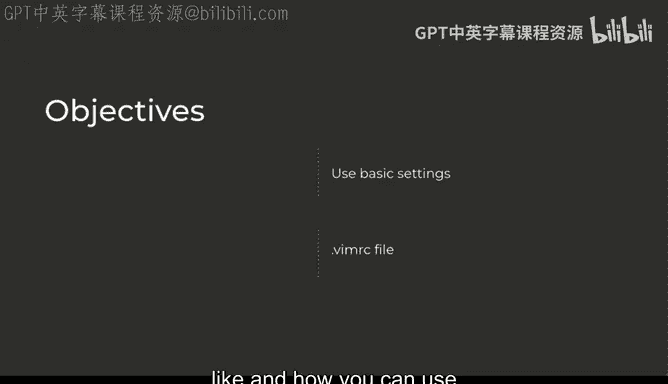 GPT中英字幕课程资源@bilibili.com
GPT中英字幕课程资源 bilibili
Objectives
Use basic settings
.vimrc file
like and how you can use